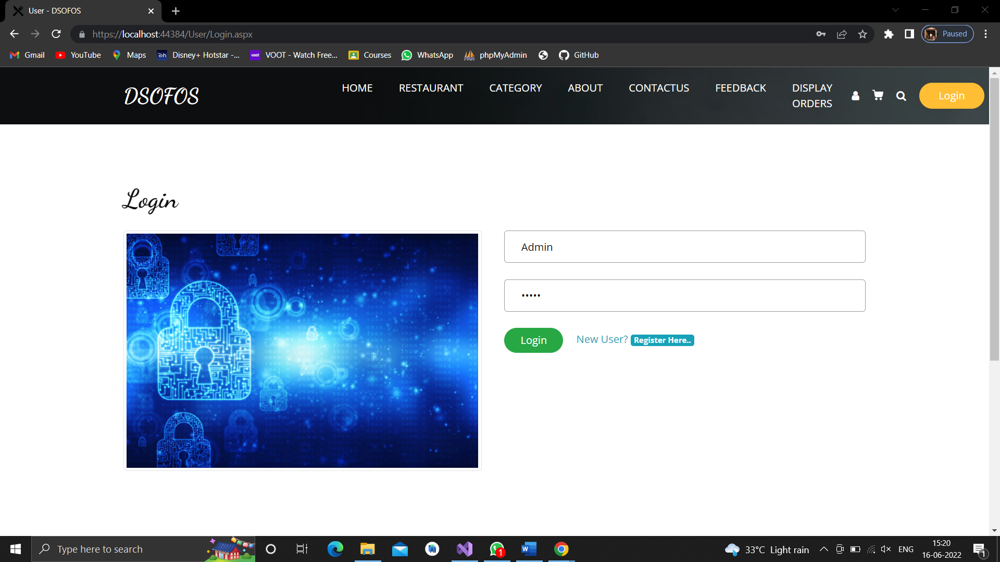 User - DSOFOS
https://localhost:44384/User/Login.aspx
Paused
Gmail
YouTube
Maps
Disney+ Hotstar -...
VOOT - Watch Free...
Courses
WhatsApp
phpMyAdmin
GitHub
DSOFOS
HOME
RESTAURANT
CATEGORY
ABOUT
CONTACTUS
FEEDBACK
DISPLAY
ORDERS
Login
Login
Admin
•••••
Login
New User? Register Here..
Type here to search
33°C Light rain
ENG
15:20
16-06-2022
1
1